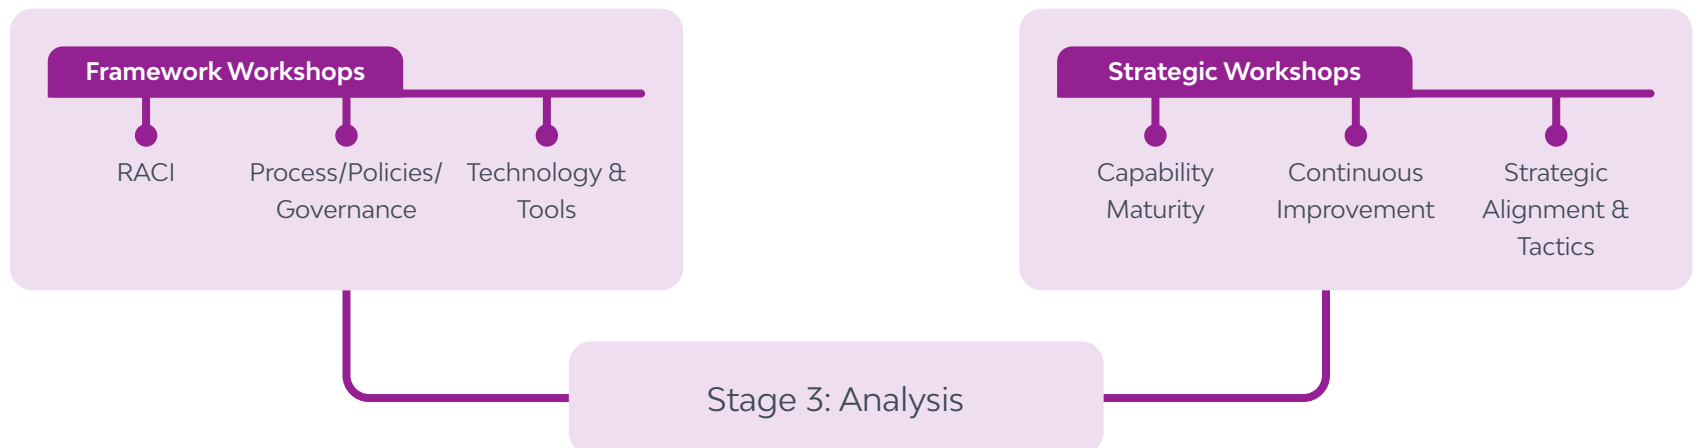 Framework Workshops
RACI
Process/Policies/
Governance
Technology &
Tools
Strategic Workshops
Capability
Maturity
Continuous
Improvement
Strategic
Alignment &
Tactics
Stage 3: Analysis